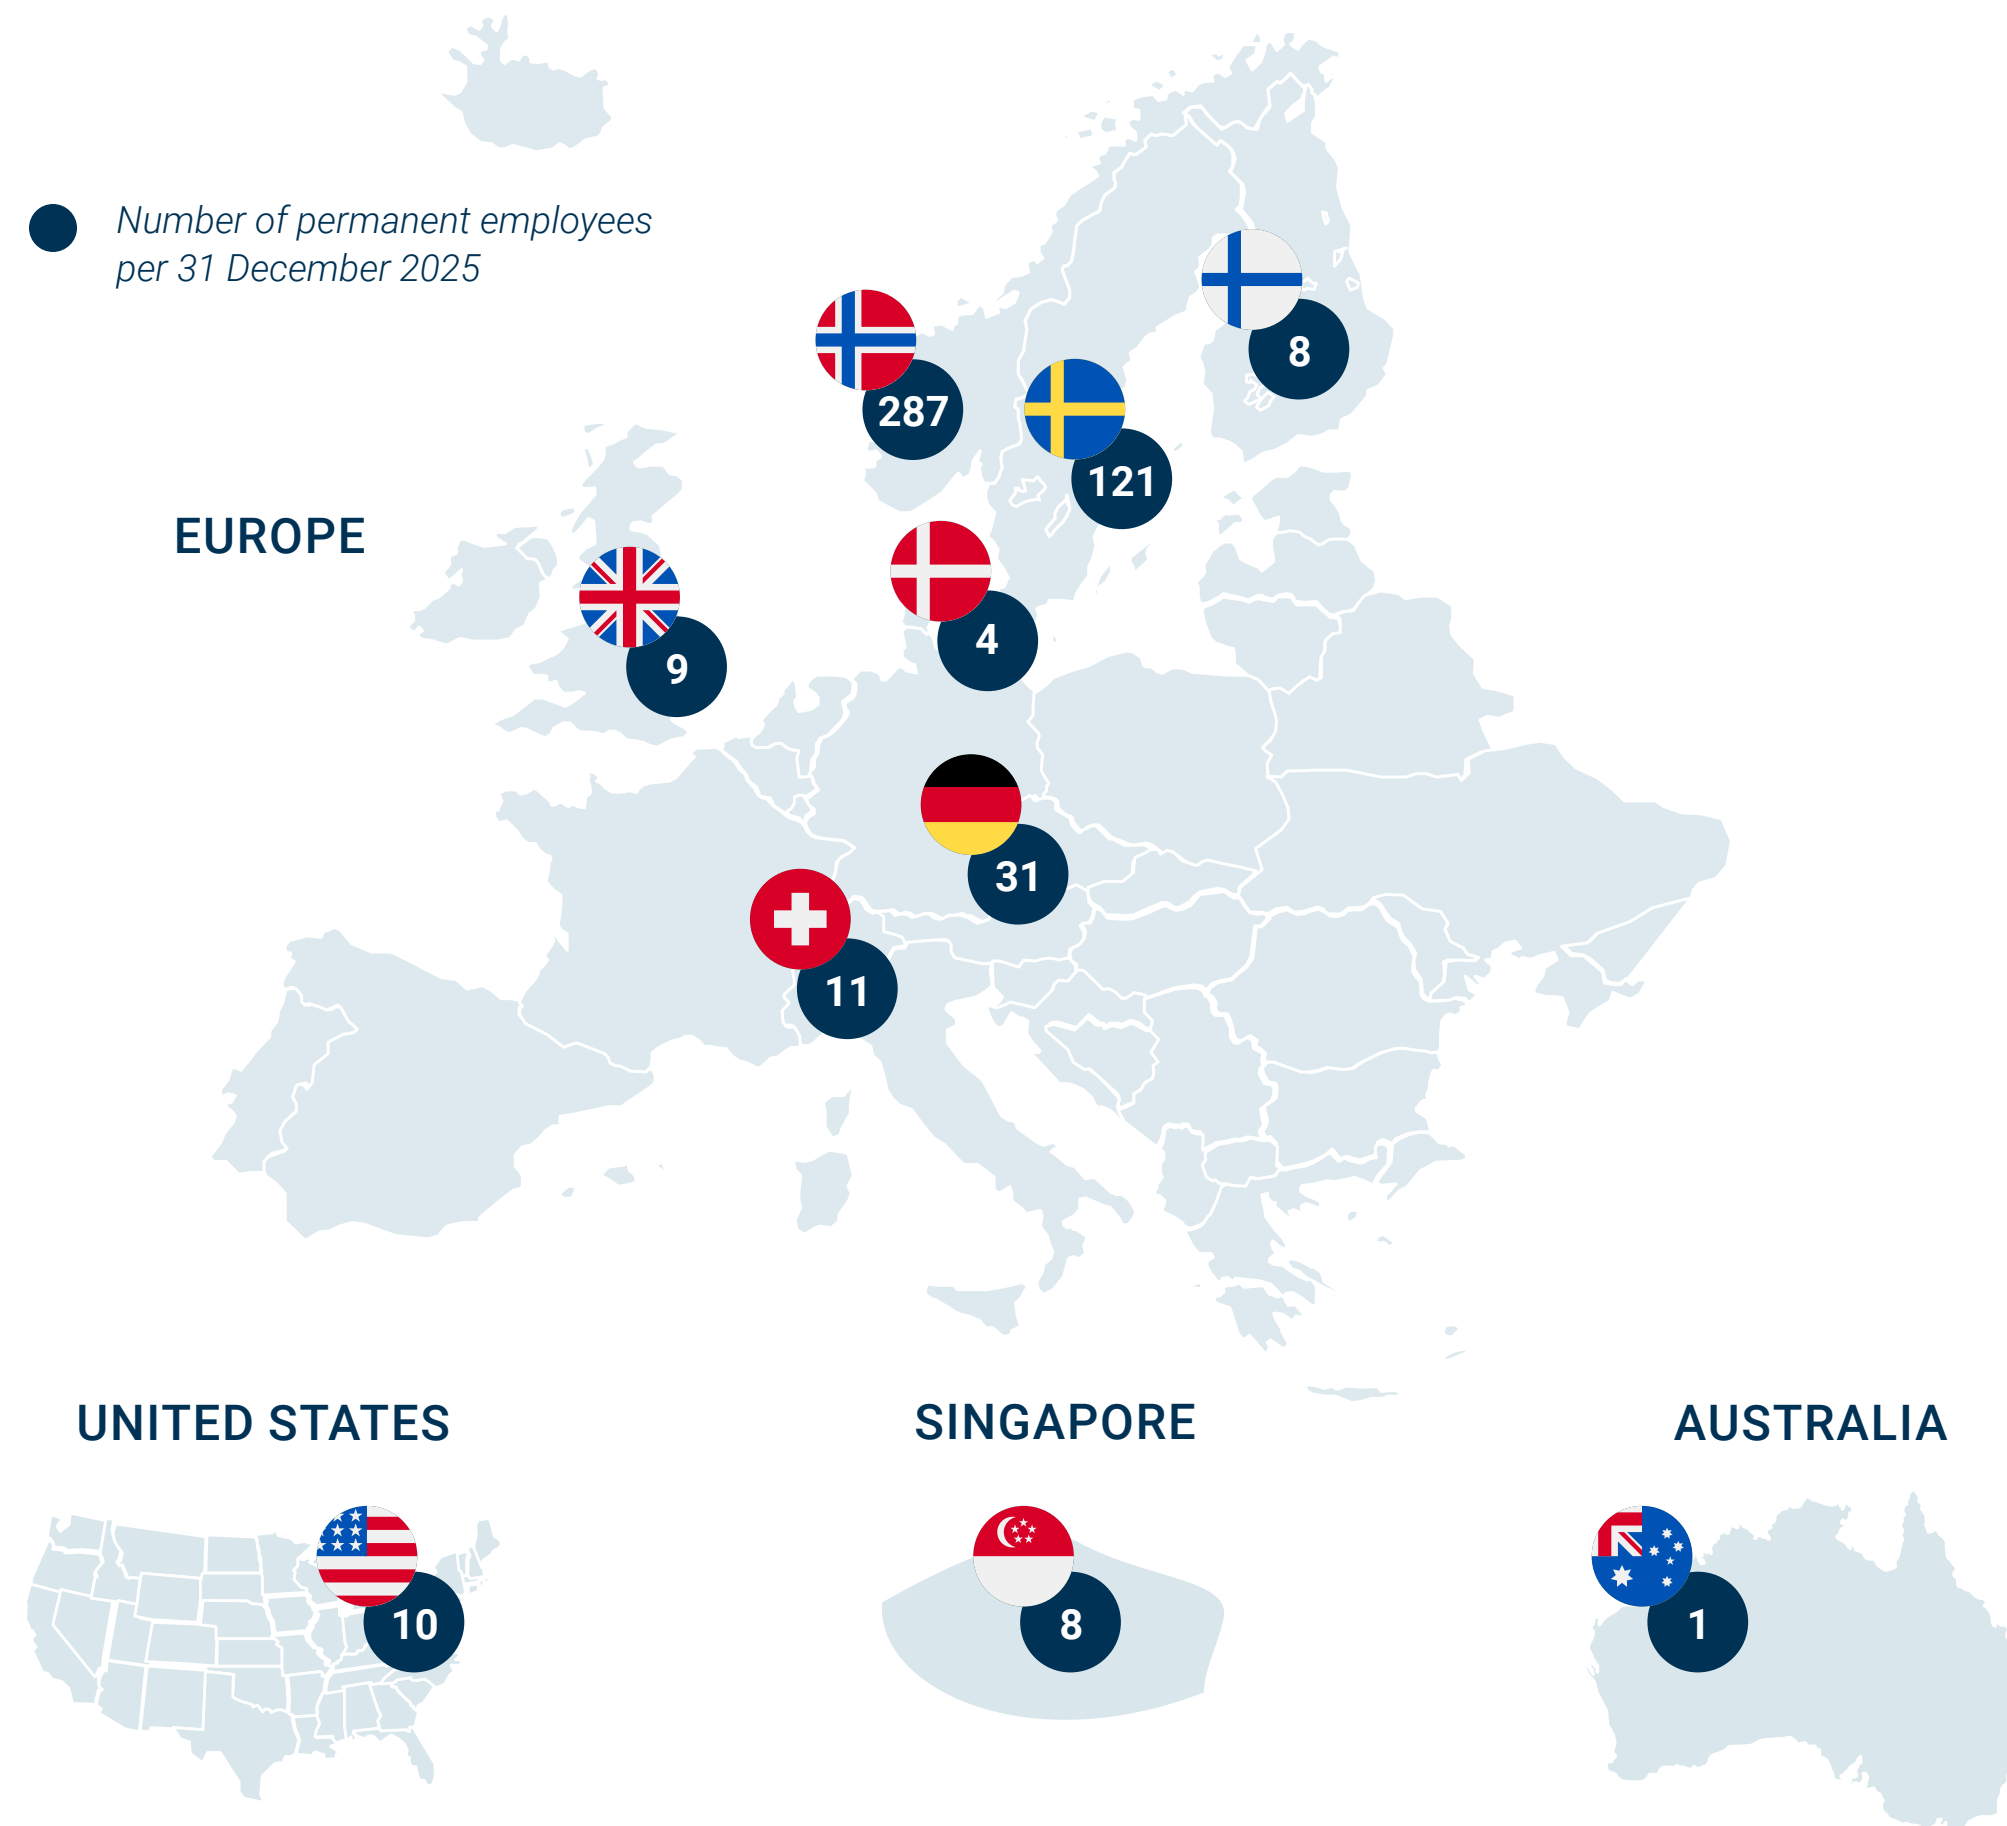 Number of permanent employees
per 31 December 2025
8
287
121
EUROPE
4
9
31
11
UNITED STATES
SINGAPORE
AUSTRALIA
10
8
1